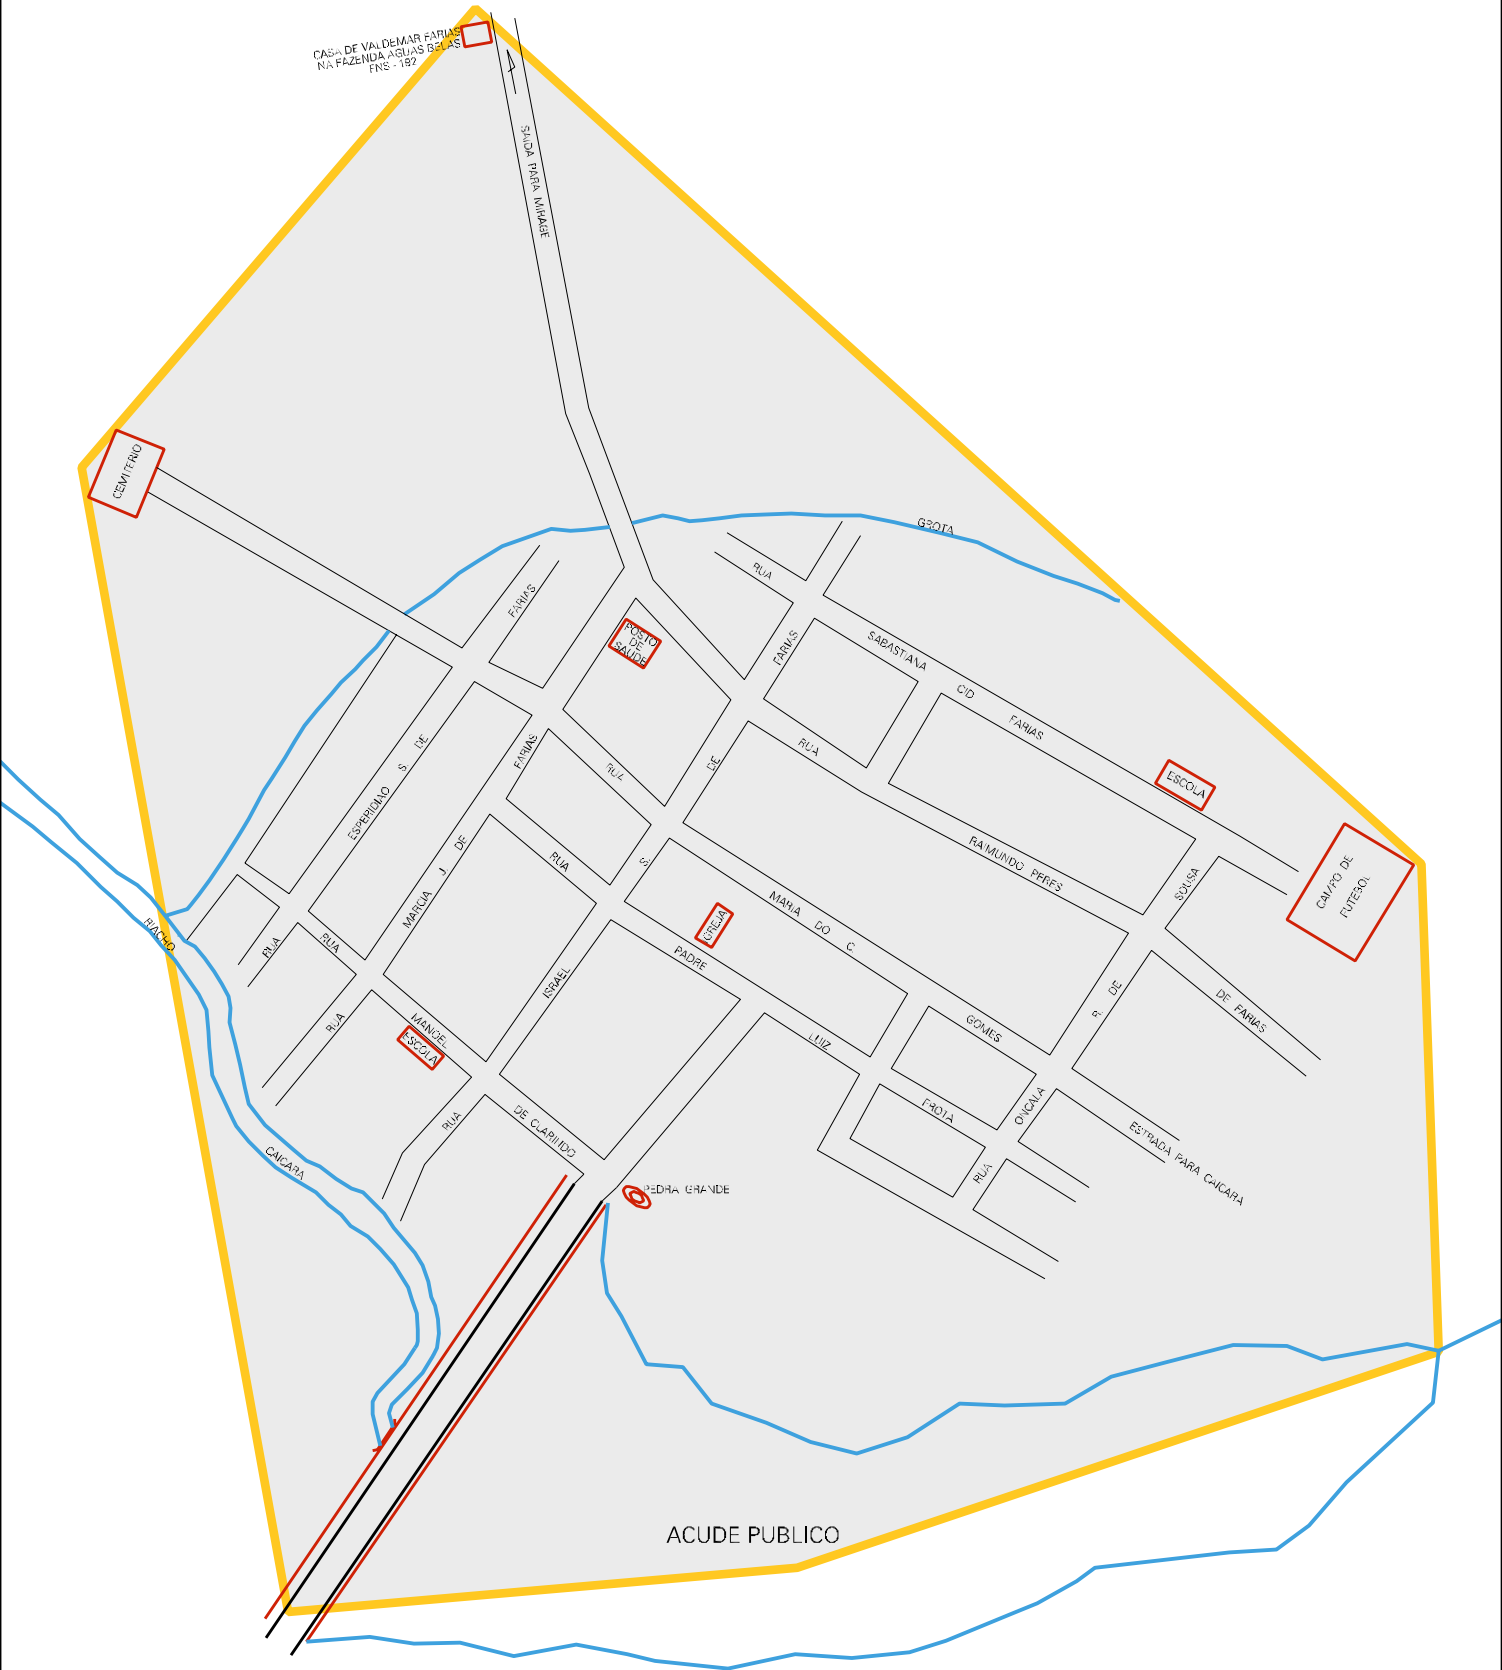 CASA DE VALDEMAR FARIAS
NA FAZENDA AGUAS BELAS
FNS - 192
SAIDA PARA MIRAGE
CEMITERIO
GROTA
RUA
FARIAS
POSTO
DE
SAUDE
FARIAS
SABASTIANA
CID
FARIAS
ESPERIDIAO
S.
DE
FARIAS
RUA
DE
RUA
ESCOLA
CAMPO DE
FUTEBOL
MARCIA
J
DE
RUA
S.
RAIMUNDO PERES
SOUSA
RIACHO
RUA
RUA
IGREJA
MARIA
DO
C.
PADRE
ISRAEL
R.
DE
DE FARIAS
RUA
MANOEL
ESCOLA
LUIZ
GOMES
RUA
DE CLARINDO
FROTA
ONCALA
ESTRADA PARA CAICARA
CAICARA
RUA
PEDRA GRANDE
ACUDE PUBLICO